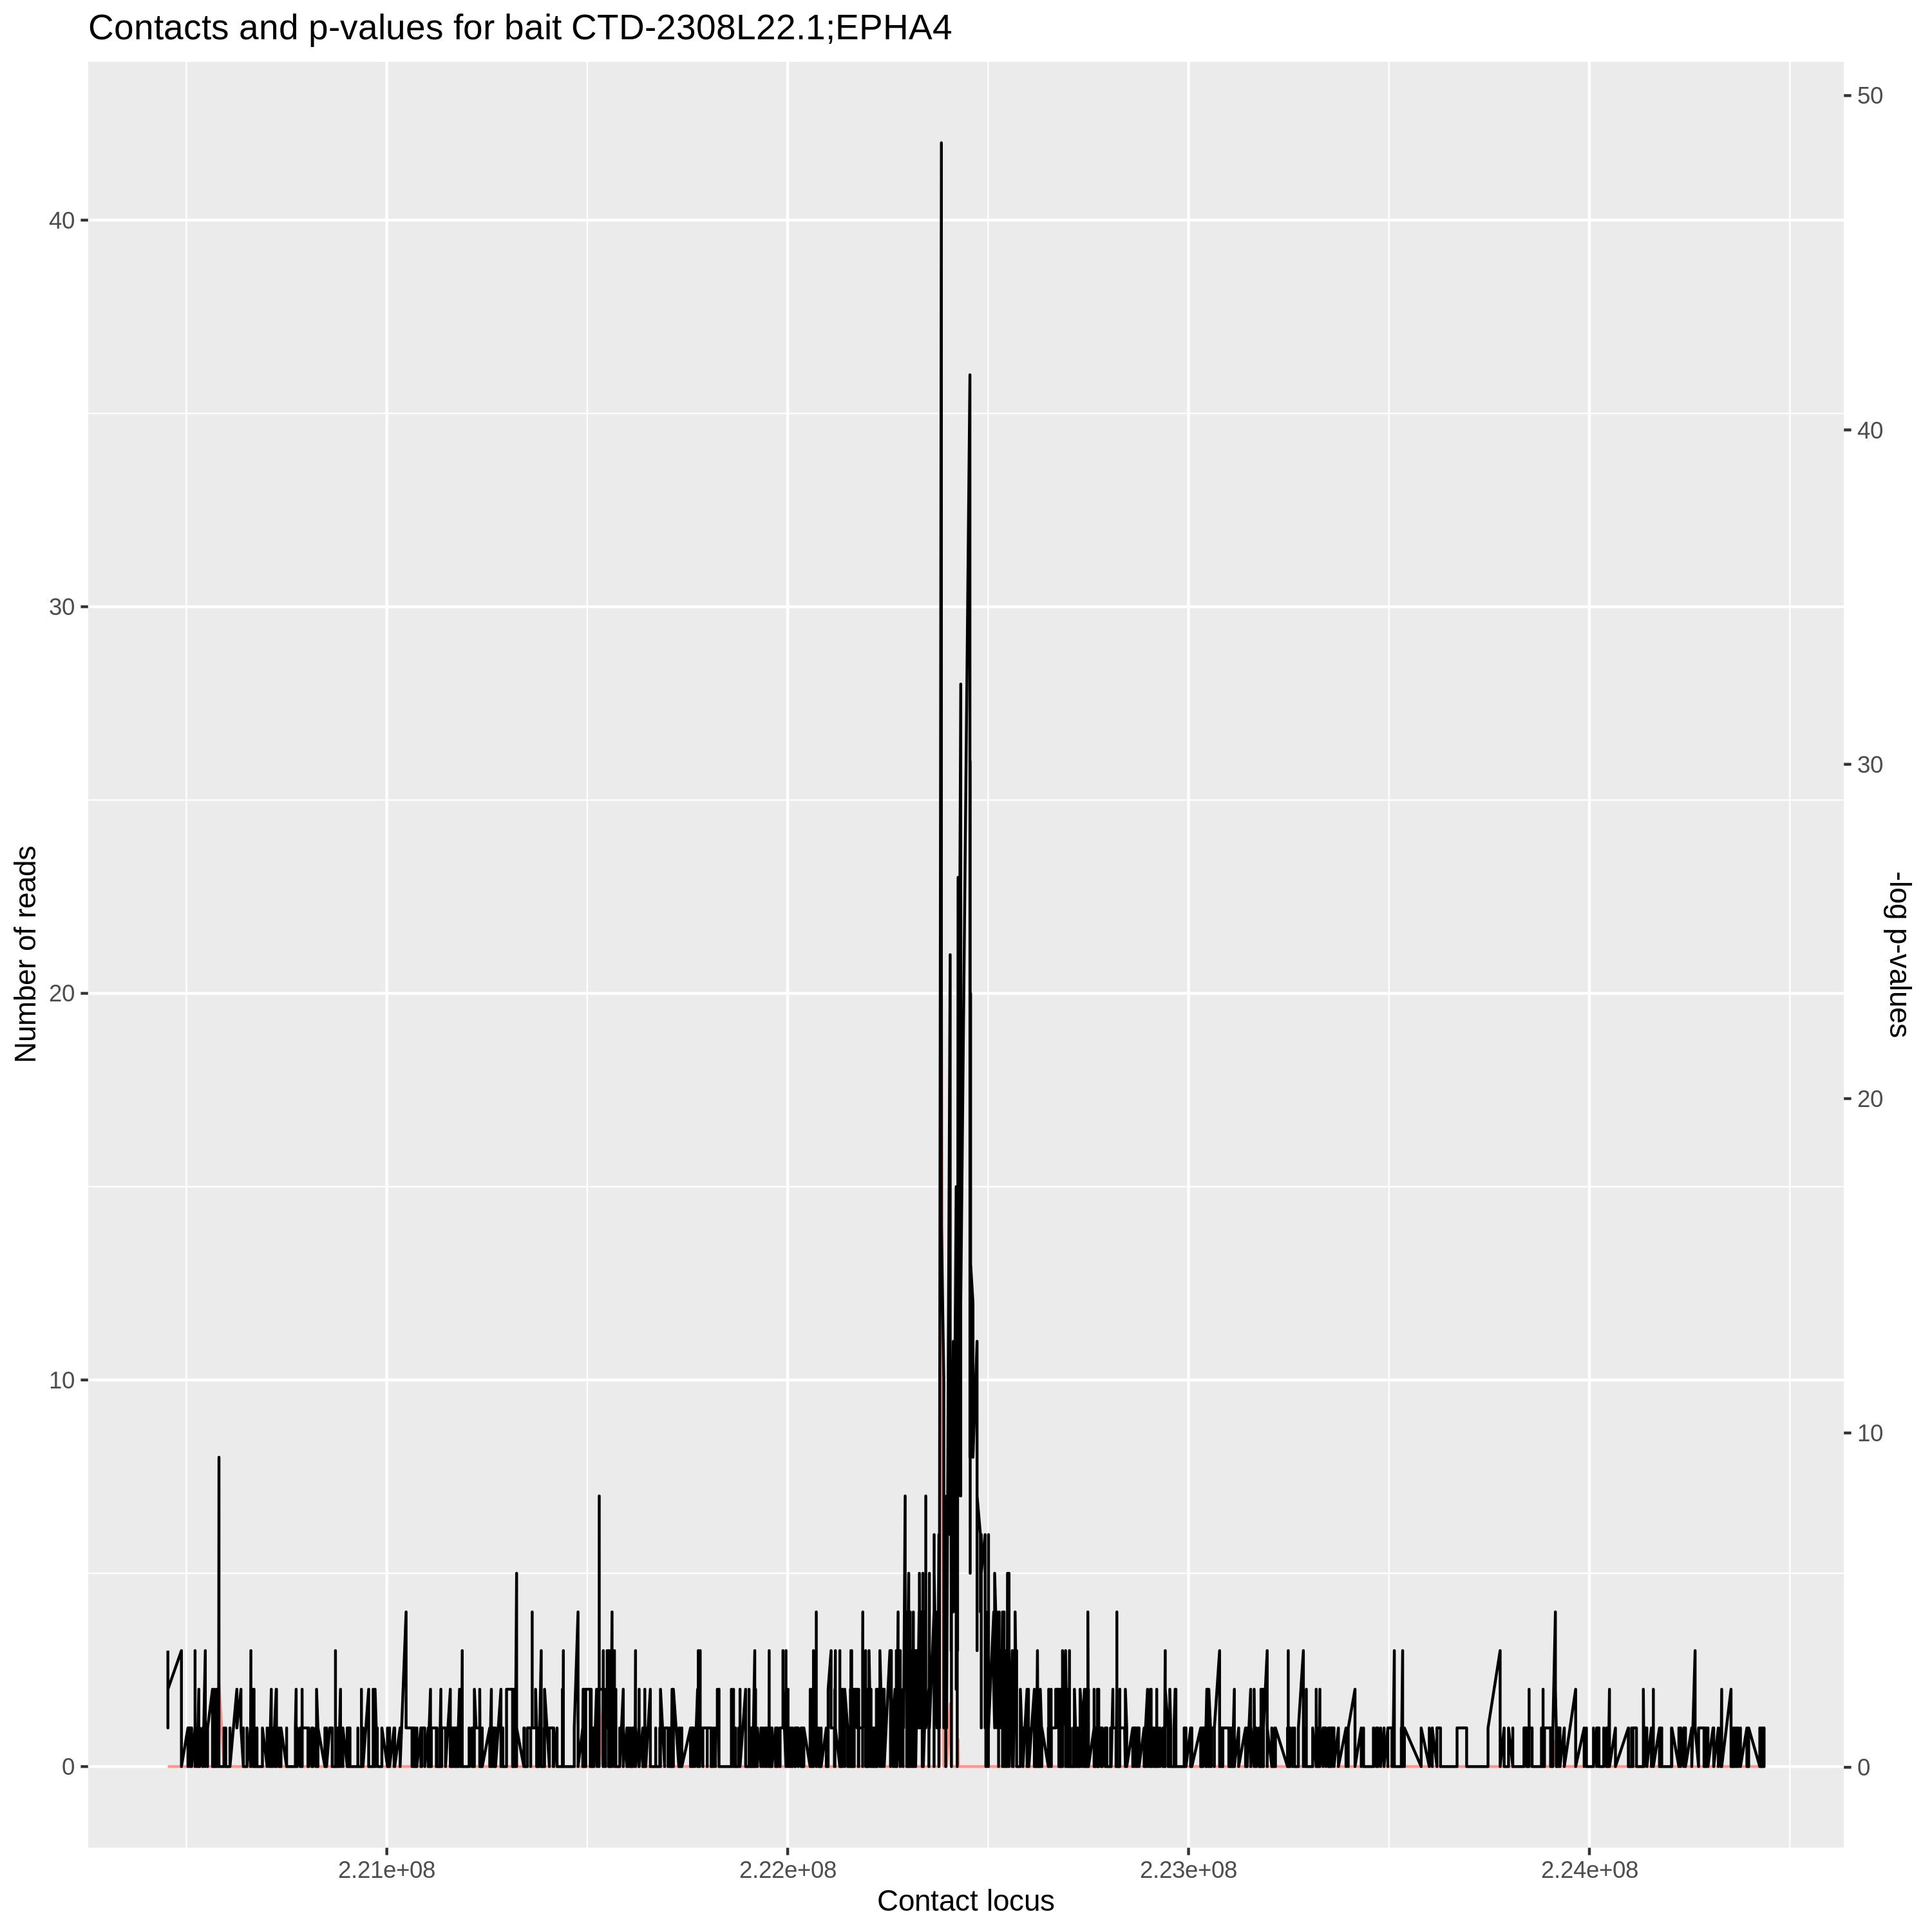 Contacts and p-values for bait CTD-2308L22.1;EPHA4
50
40
40
30
30
20
20
10
10
0
0
Number of reads
-log p-values
2.21e+08
2.22e+08
2.23e+08
2.24e+08
Contact locus